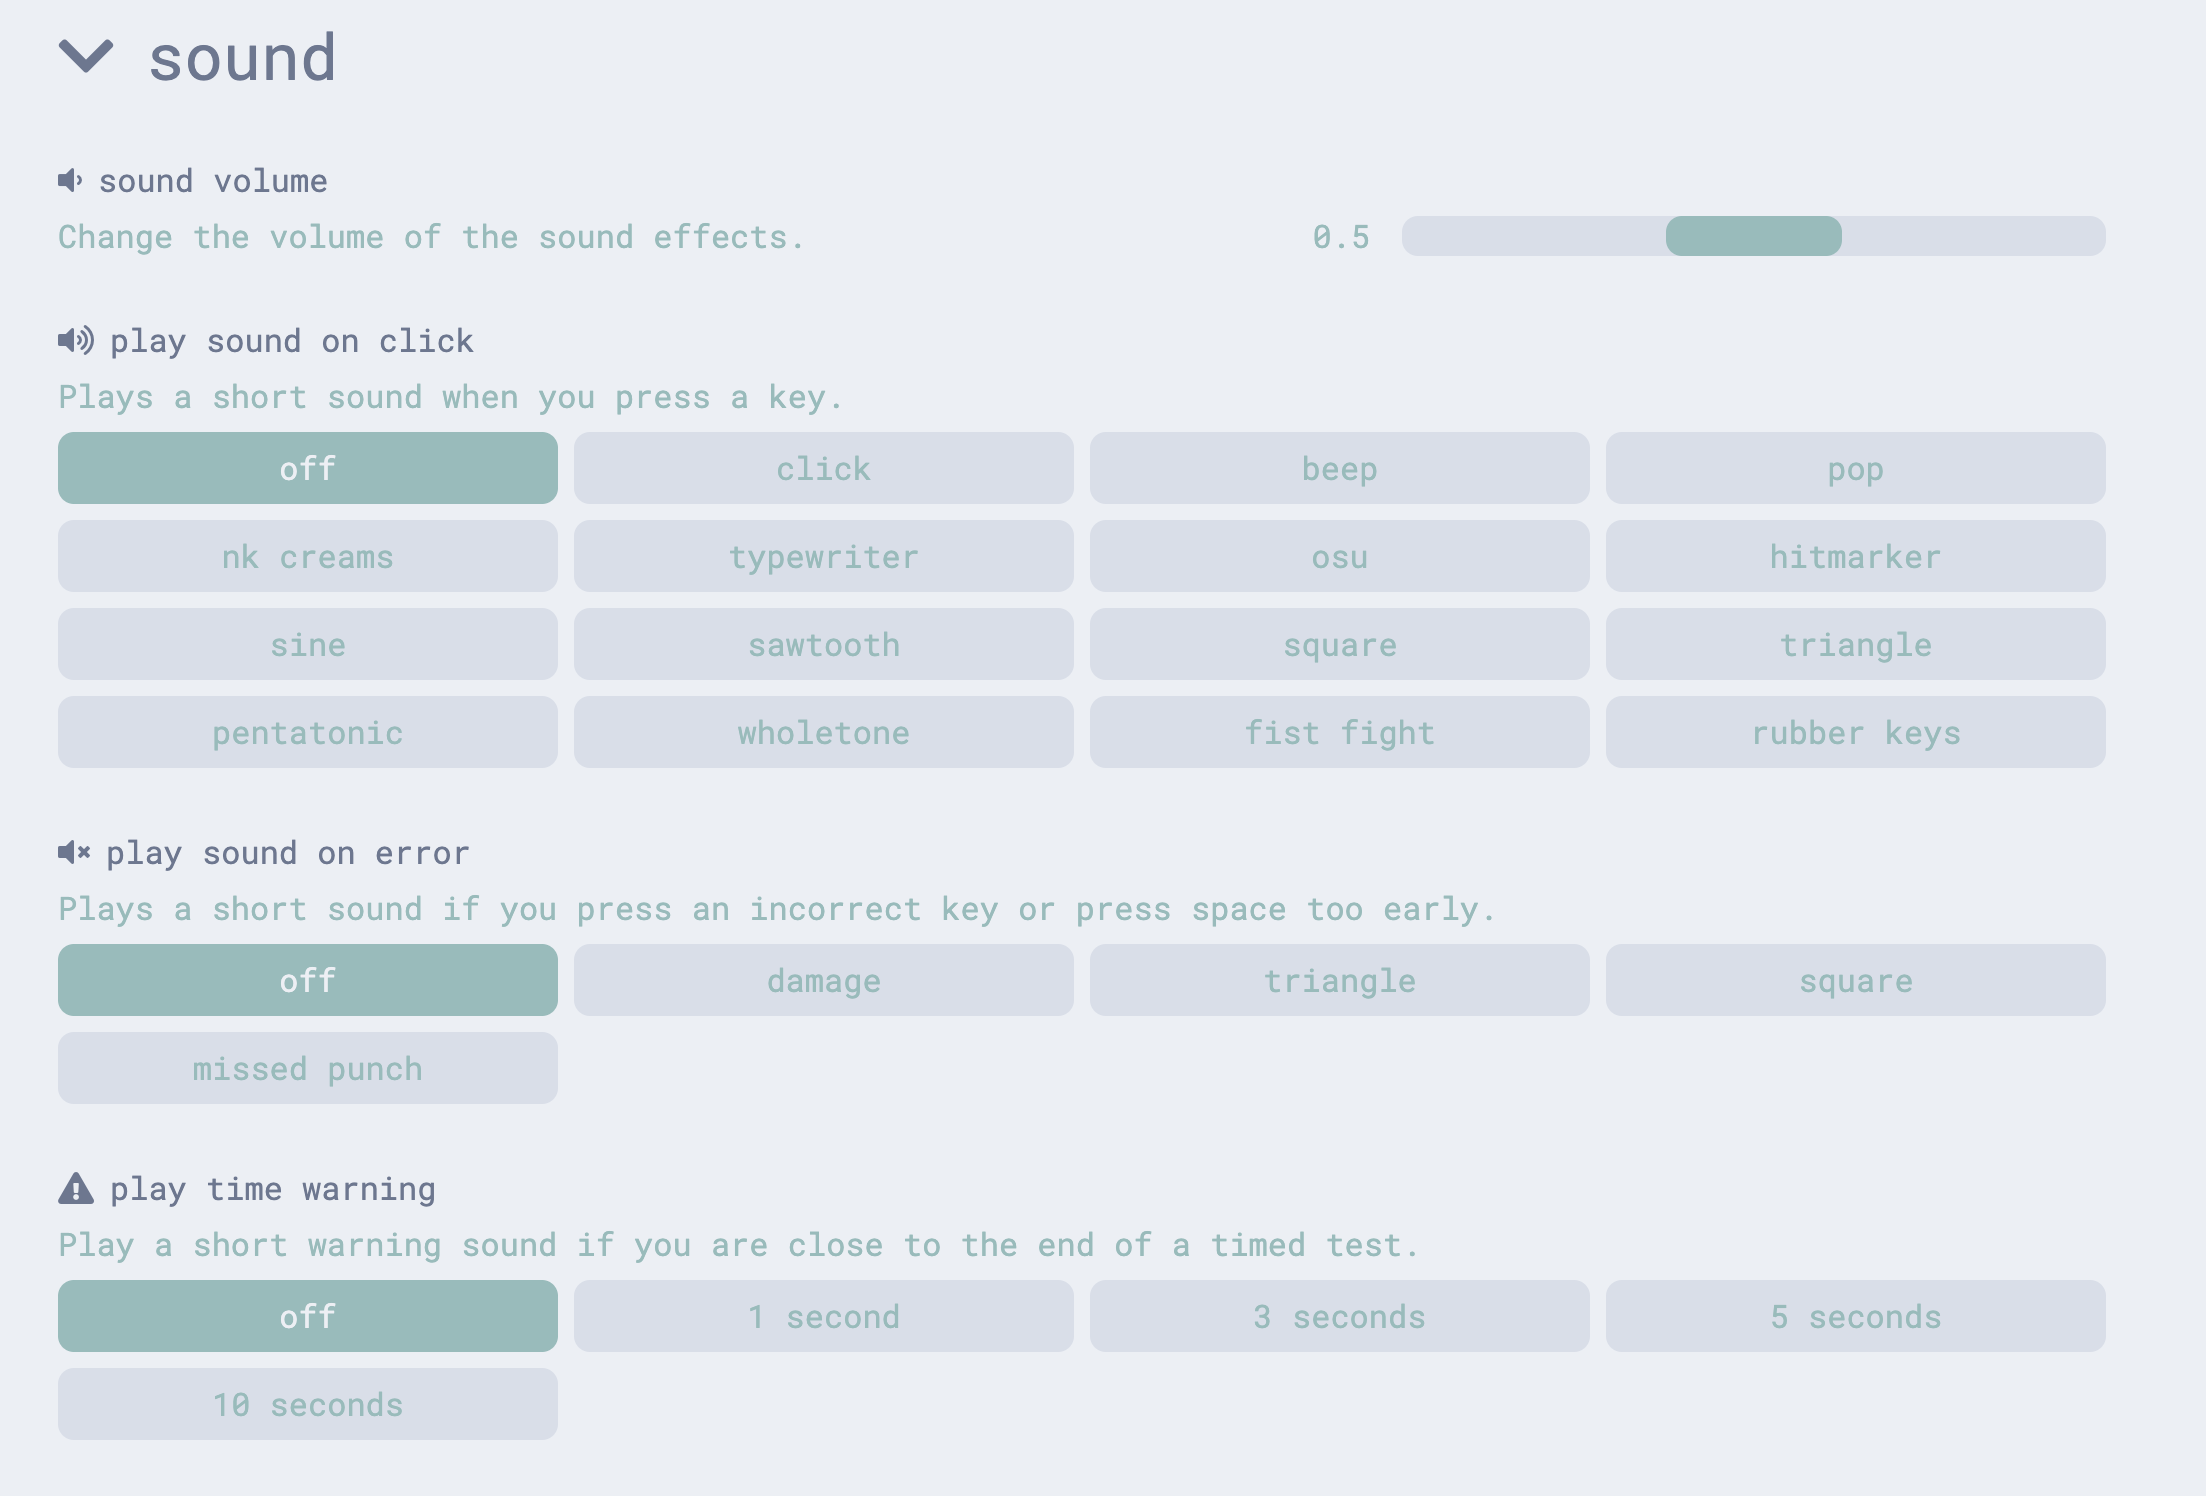 sound
sound volume
Change the volume of the sound effects.
0.5
play sound on click
Plays a short sound when you press a key.
off click beep pop
nk creams typewriter osu hitmarker
sine sawtooth square triangle
pentatonic wholetone fist fight rubber keys
play sound on error
Plays a short sound if you press an incorrect key or press space too early.
off damage triangle square
missed punch
play time warning
Play a short warning sound if you are close to the end of a timed test.
off 1 second 3 seconds 5 seconds
10 seconds